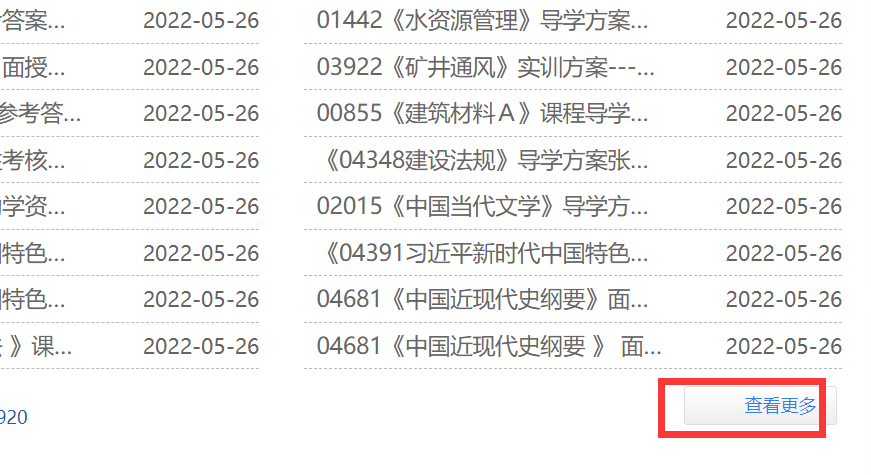 答案... 2022-05-26 01442《水资源管理》导学方案... 2022-05-26
面授... 2022-05-26 03922《矿井通风》实训方案---... 2022-05-26
参考答... 2022-05-26 00855《建筑材料Ａ》课程导学... 2022-05-26
考核... 2022-05-26 《04348建设法规》导学方案张... 2022-05-26
学资... 2022-05-26 02015《中国当代文学》导学方... 2022-05-26
特色... 2022-05-26 《04391习近平新时代中国特色... 2022-05-26
特色... 2022-05-26 04681《中国近现代史纲要》面... 2022-05-26
》课... 2022-05-26 04681《中国近现代史纲要 》 面... 2022-05-26
920 查看更多